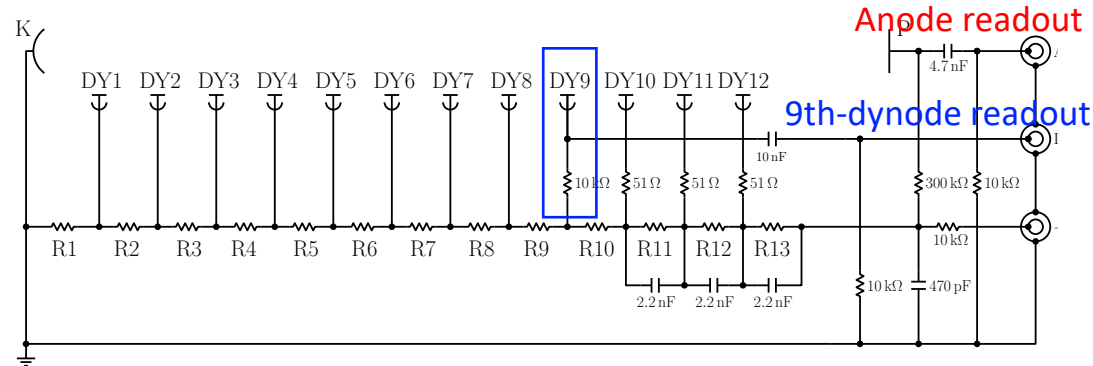 Anode readout
K
P
4.7 nF
DY1 DY2 DY3 DY4 DY5 DY6 DY7 DY8 DY9 DY10 DY11 DY12
9th-dynode readout
10 nF
10 kΩ 51 Ω 51 Ω 51 Ω 300 kΩ 10 kΩ
R1 R2 R3 R4 R5 R6 R7 R8 R9 R10 R11 R12 R13
10 kΩ
2.2 nF 2.2 nF 2.2 nF
10 kΩ 470 pF